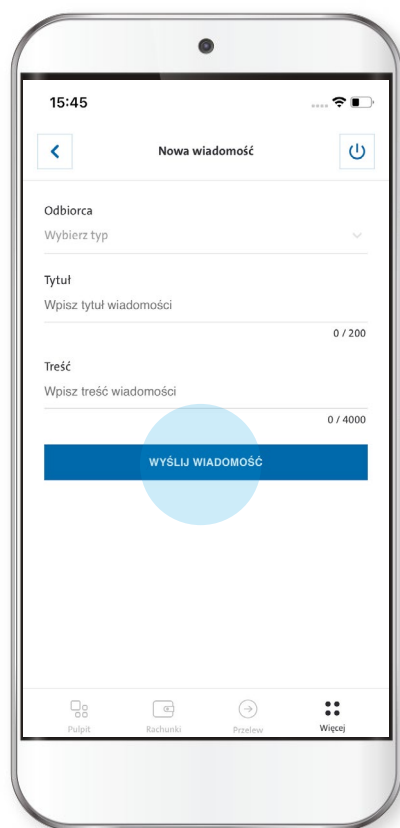 15:45
Nowa wiadomość
Odbiorca
Wybierz typ
Tytuł
Wpisz tytuł wiadomości
0 / 200
Treść
Wpisz treść wiadomości
0 / 4000
WYŚLIJ WIADOMOŚĆ
Pulpit Rachunki Przelew Więcej